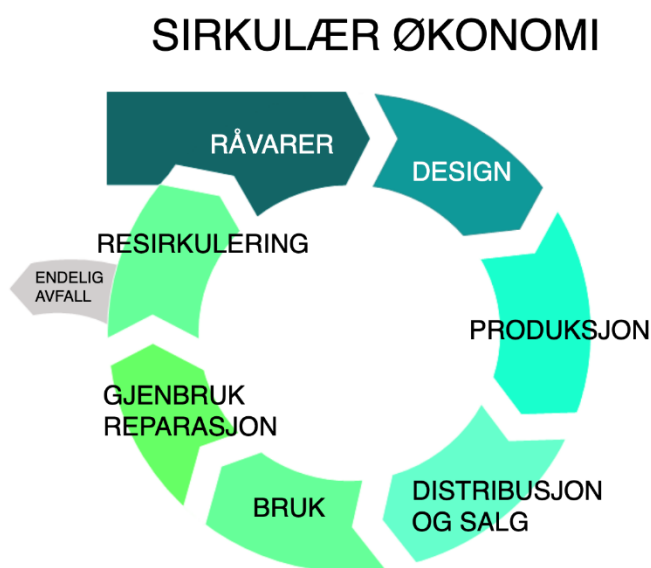 SIRKULÆR ØKONOMI
RÅVARER
DESIGN
PRODUKSJON
DISTRIBUSJON
OG SALG
BRUK
GJENBRUK
REPARASJON
RESIRKULERING
ENDELIG
AVFALL